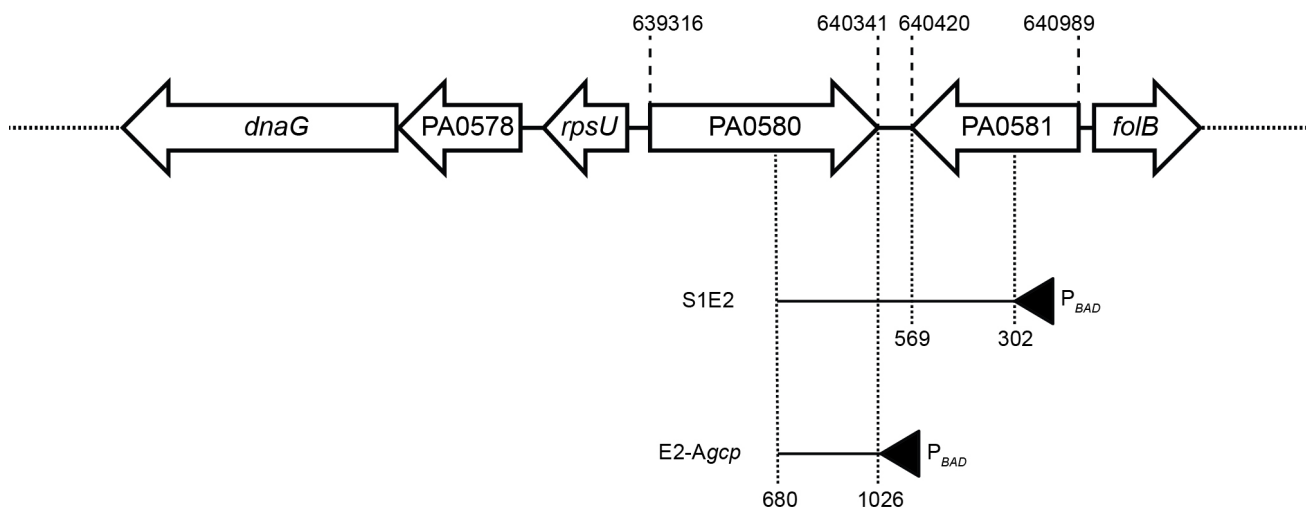 639316 640341 640420 640989
dnaG PA0578 rpsU PA0580 PA0581 folB
S1E2 PBAD
569 302
E2-Agcp PBAD
680 1026